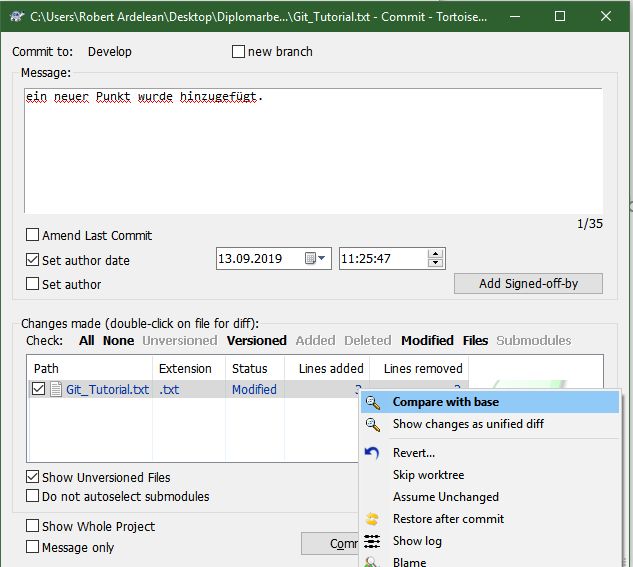 C:\Users\Robert Ardelean\Desktop\Diplomarbe...\Git_Tutorial.txt - Commit - Tortoise...
Commit to: Develop new branch
Message:
ein neuer Punkt wurde hinzugefügt.
1/35
Amend Last Commit
Set author date 13.09.2019 11:25:47
Set author Add Signed-off-by
Changes made (double-click on file for diff):
Check: All None Unversioned Versioned Added Deleted Modified Files Submodules
Path Extension Status Lines added Lines removed
Git_Tutorial.txt .txt Modified
Compare with base
Show changes as unified diff
Revert...
Skip worktree
Assume Unchanged
Restore after commit
Show log
Blame
Show Unversioned Files
Do not autoselect submodules
Show Whole Project
Message only
Comm